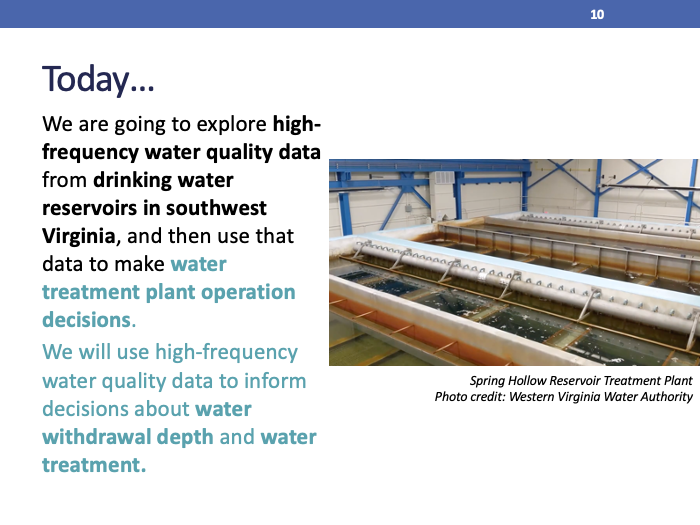 10
Today...
We are going to explore high-
frequency water quality data
from drinking water
reservoirs in southwest
Virginia, and then use that
data to make water
treatment plant operation
decisions.
We will use high-frequency
water quality data to inform
decisions about water
withdrawal depth and water
treatment.
Spring Hollow Reservoir Treatment Plant
Photo credit: Western Virginia Water Authority